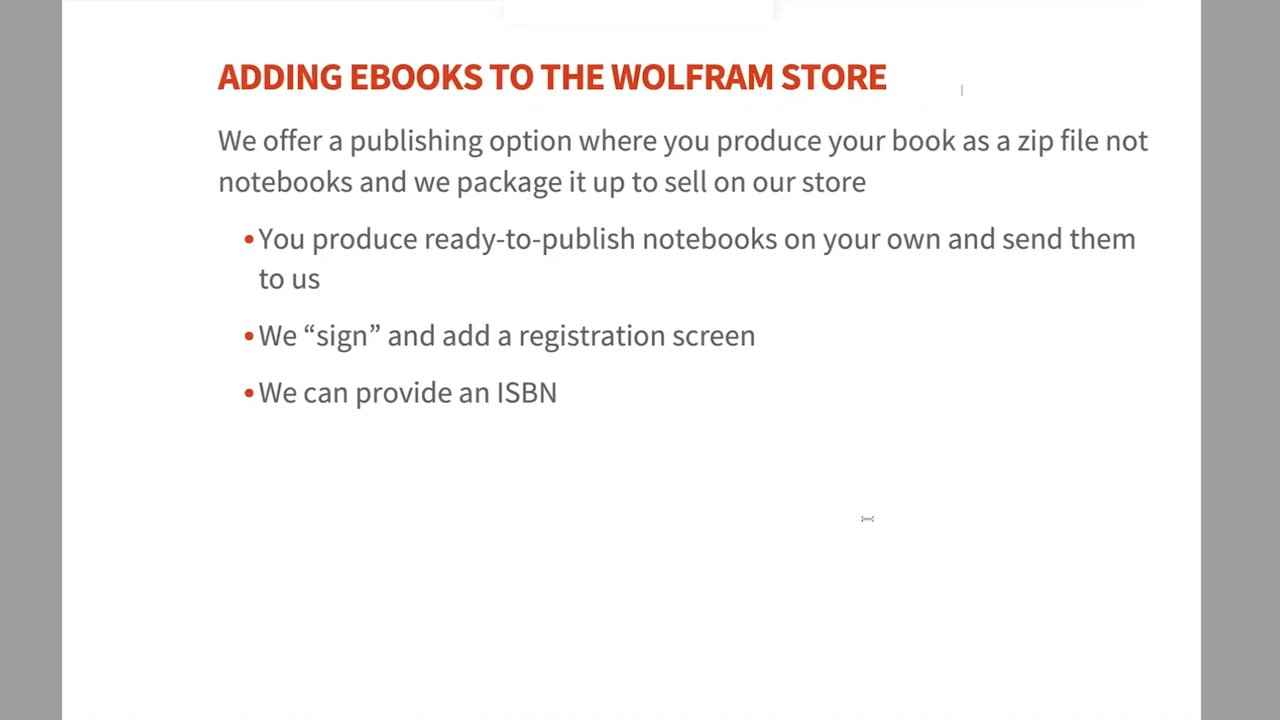 ADDING EBOOKS TO THE WOLFRAM STORE
We offer a publishing option where you produce your book as a zip file not
notebooks and we package it up to sell on our store
•You produce ready-to-publish notebooks on your own and send them
to us
•We “sign” and add a registration screen
•We can provide an ISBN